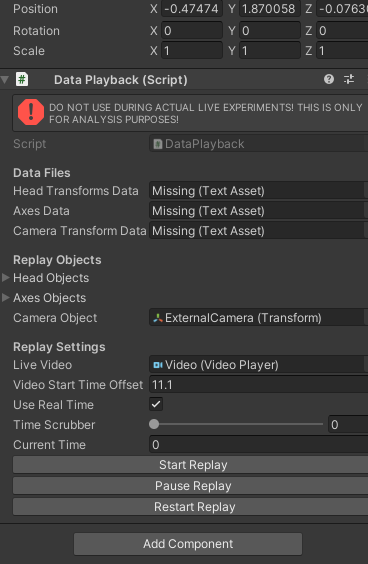 Position X -0.47474 Y 1.870058 Z -0.0763
Rotation X 0 Y 0 Z 0
Scale X 1 Y 1 Z 1
# Data Playback (Script)
DO NOT USE DURING ACTUAL LIVE EXPERIMENTS! THIS IS ONLY
FOR ANALYSIS PURPOSES!
Script # DataPlayback
Data Files
Head Transforms Data Missing (Text Asset)
Axes Data Missing (Text Asset)
Camera Transform Data Missing (Text Asset)
Replay Objects
Head Objects
Axes Objects
Camera Object ExternalCamera (Transform)
Replay Settings
Live Video Video (Video Player)
Video Start Time Offset 11.1
Use Real Time
Time Scrubber 0
Current Time 0
Start Replay
Pause Replay
Restart Replay
Add Component